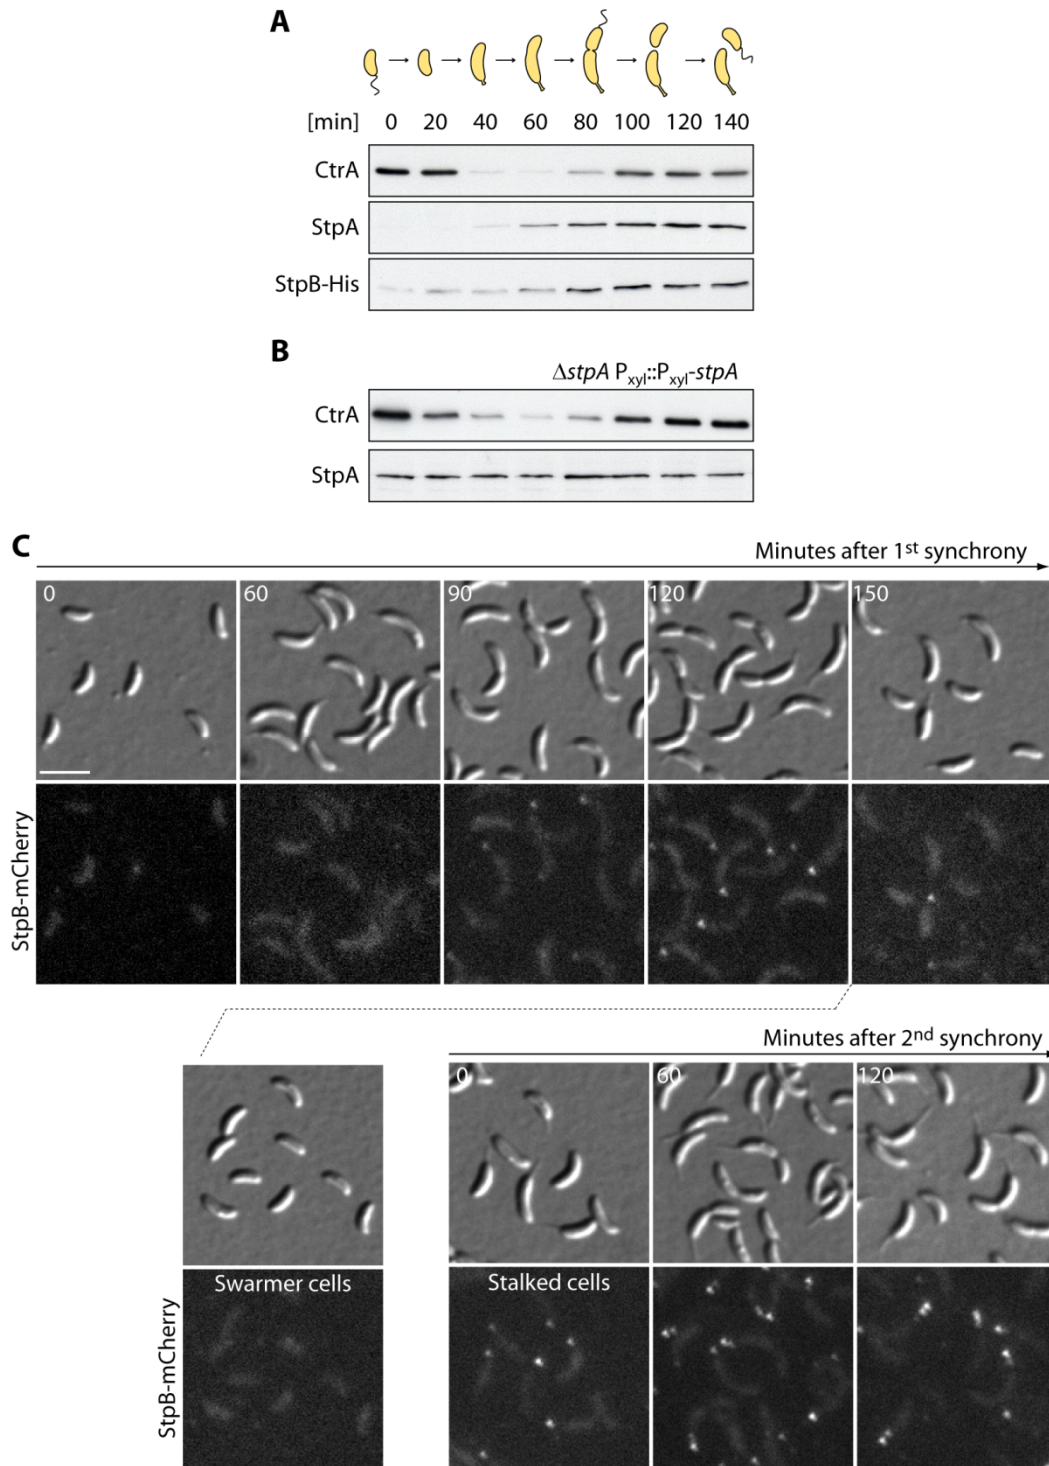 A
[min] 0 20 40 60 80 100 120 140
CtrA
StpA
StpB-His
B
ΔstpA Pxyl::Pxyl-stpA
CtrA
StpA
C
Minutes after 1st synchrony
0 60 90 120 150
StpB-mCherry
Minutes after 2nd synchrony
0 60 120
Swarmer cells Stalked cells
StpB-mCherry